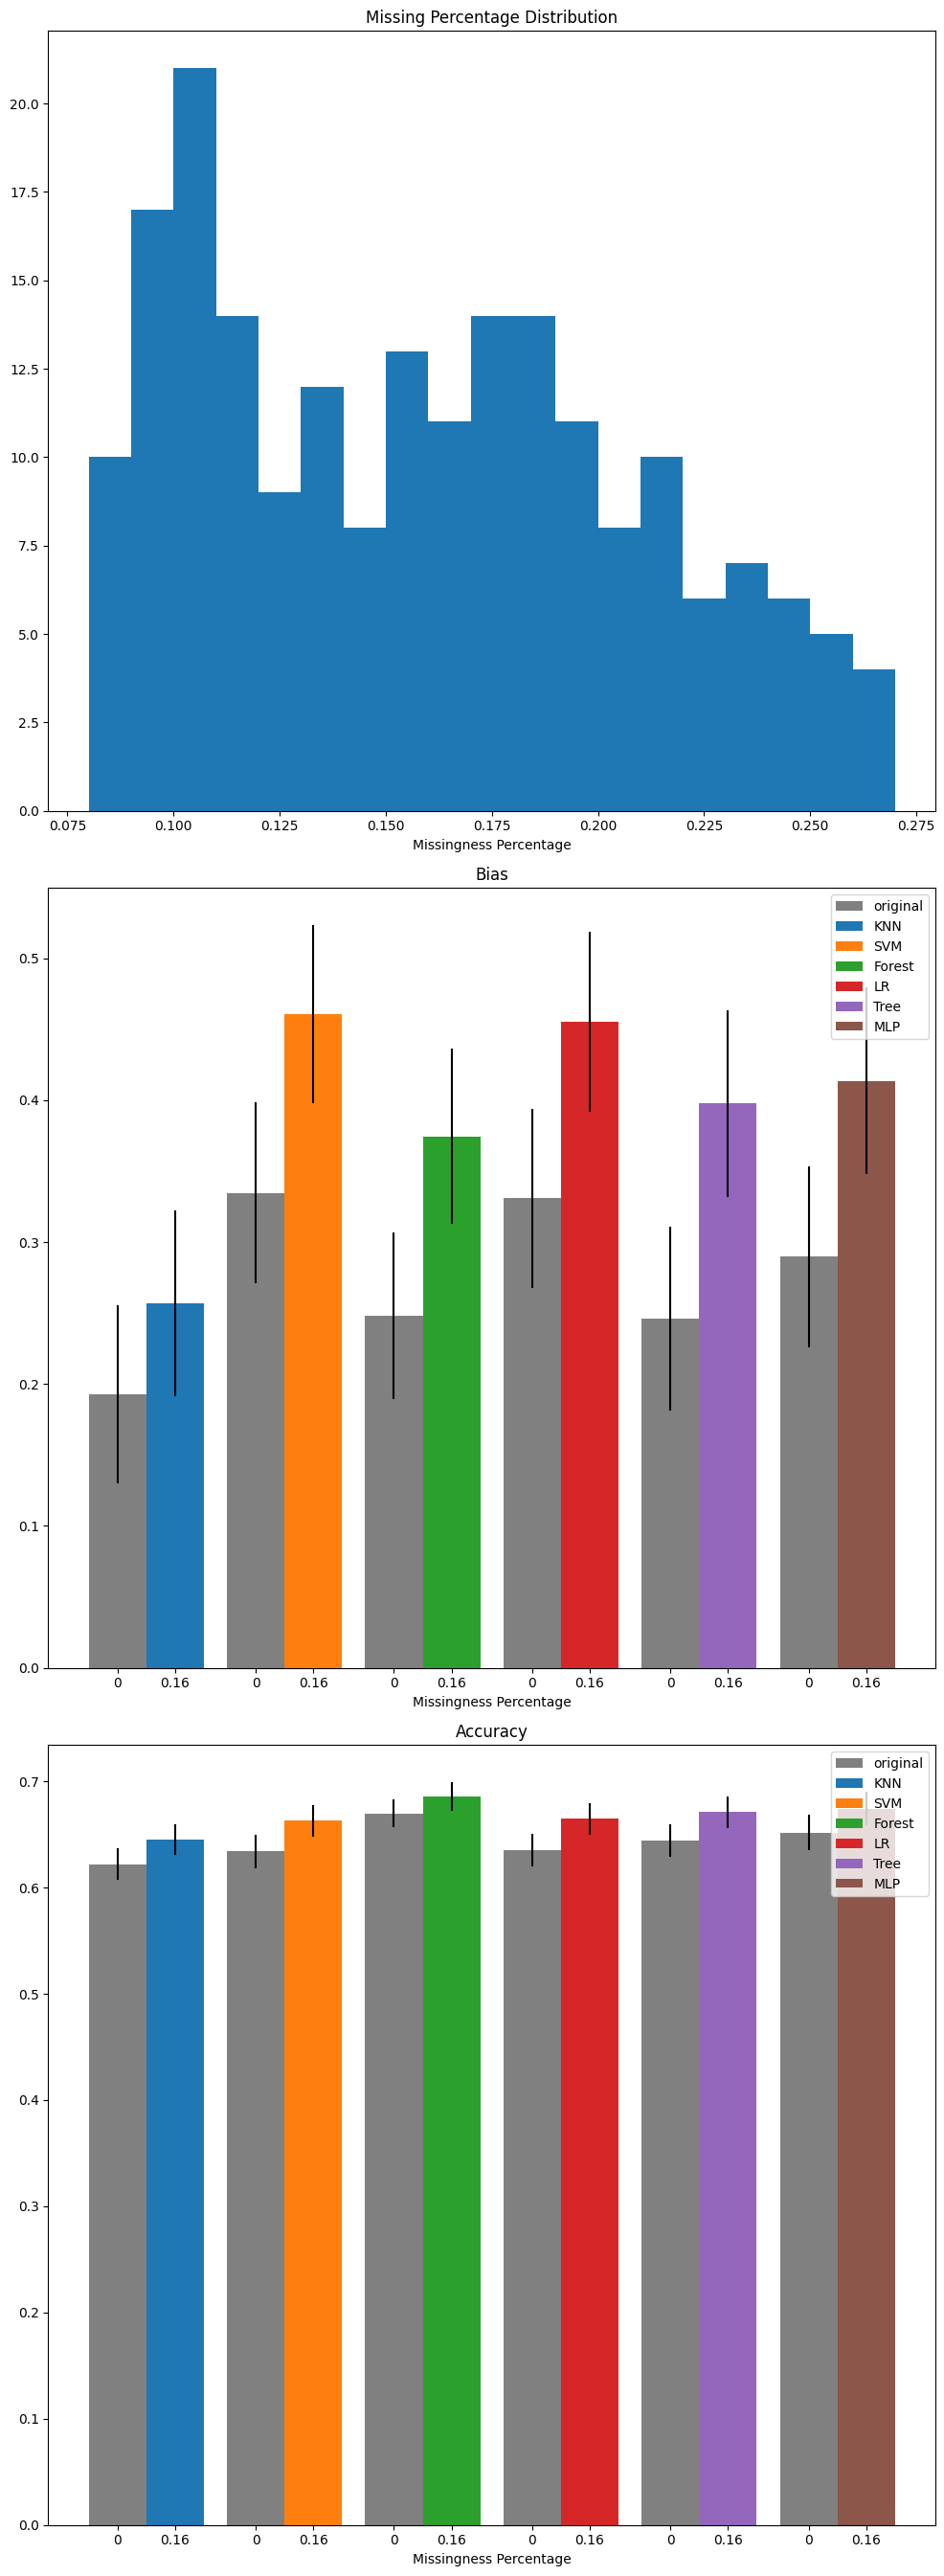 Missing Percentage Distribution
20.0
17.5
15.0
12.5
10.0
7.5
5.0
2.5
0.0
0.075 0.100 0.125 0.150 0.175 0.200 0.225 0.250 0.275
Missingness Percentage
Bias
original
KNN
SVM
Forest
LR
Tree
MLP
0.5
0.4
0.3
0.2
0.1
0.0
0 0.16 0 0.16 0 0.16 0 0.16 0 0.16 0 0.16
Missingness Percentage
Accuracy
original
KNN
SVM
Forest
LR
Tree
MLP
0.7
0.6
0.5
0.4
0.3
0.2
0.1
0.0
0 0.16 0 0.16 0 0.16 0 0.16 0 0.16 0 0.16
Missingness Percentage